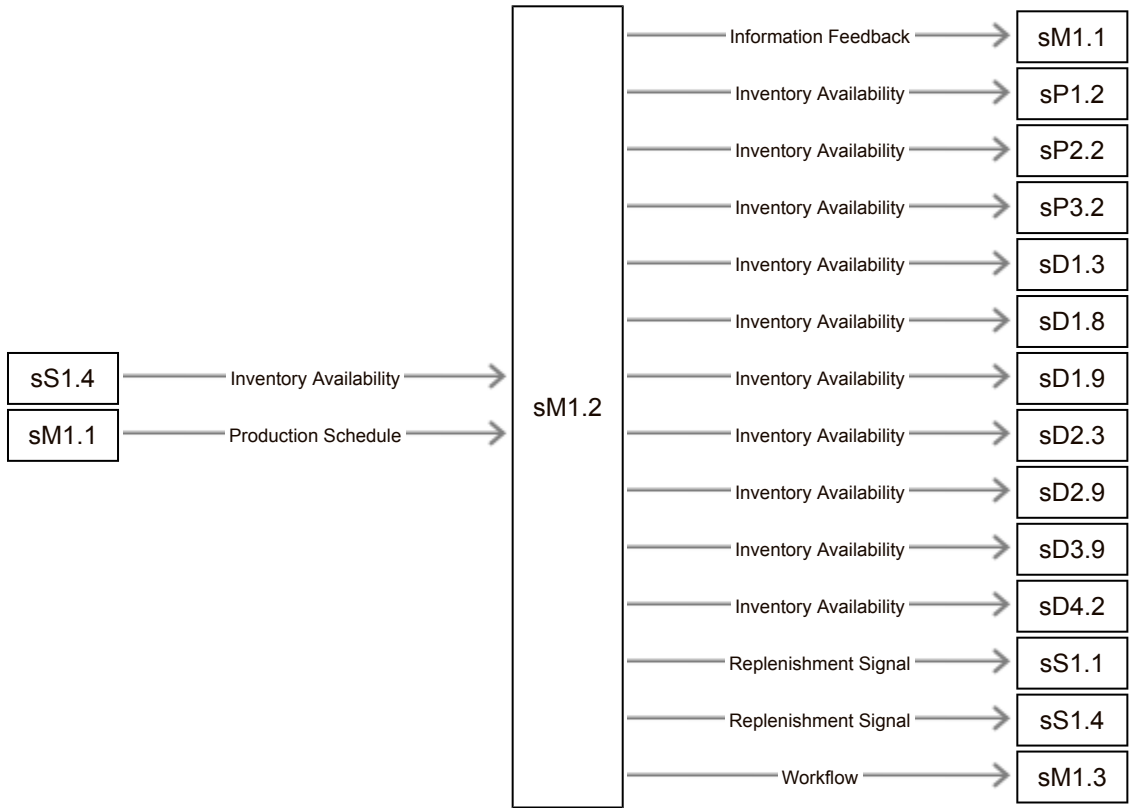 Information Feedback
sM1.1
Inventory Availability
sP1.2
Inventory Availability
sP2.2
Inventory Availability
sP3.2
Inventory Availability
sD1.3
Inventory Availability
sD1.8
sS1.4
Inventory Availability
sM1.2
Inventory Availability
sD1.9
sM1.1
Production Schedule
Inventory Availability
sD2.3
Inventory Availability
sD2.9
Inventory Availability
sD3.9
Inventory Availability
sD4.2
Replenishment Signal
sS1.1
Replenishment Signal
sS1.4
Workflow
sM1.3